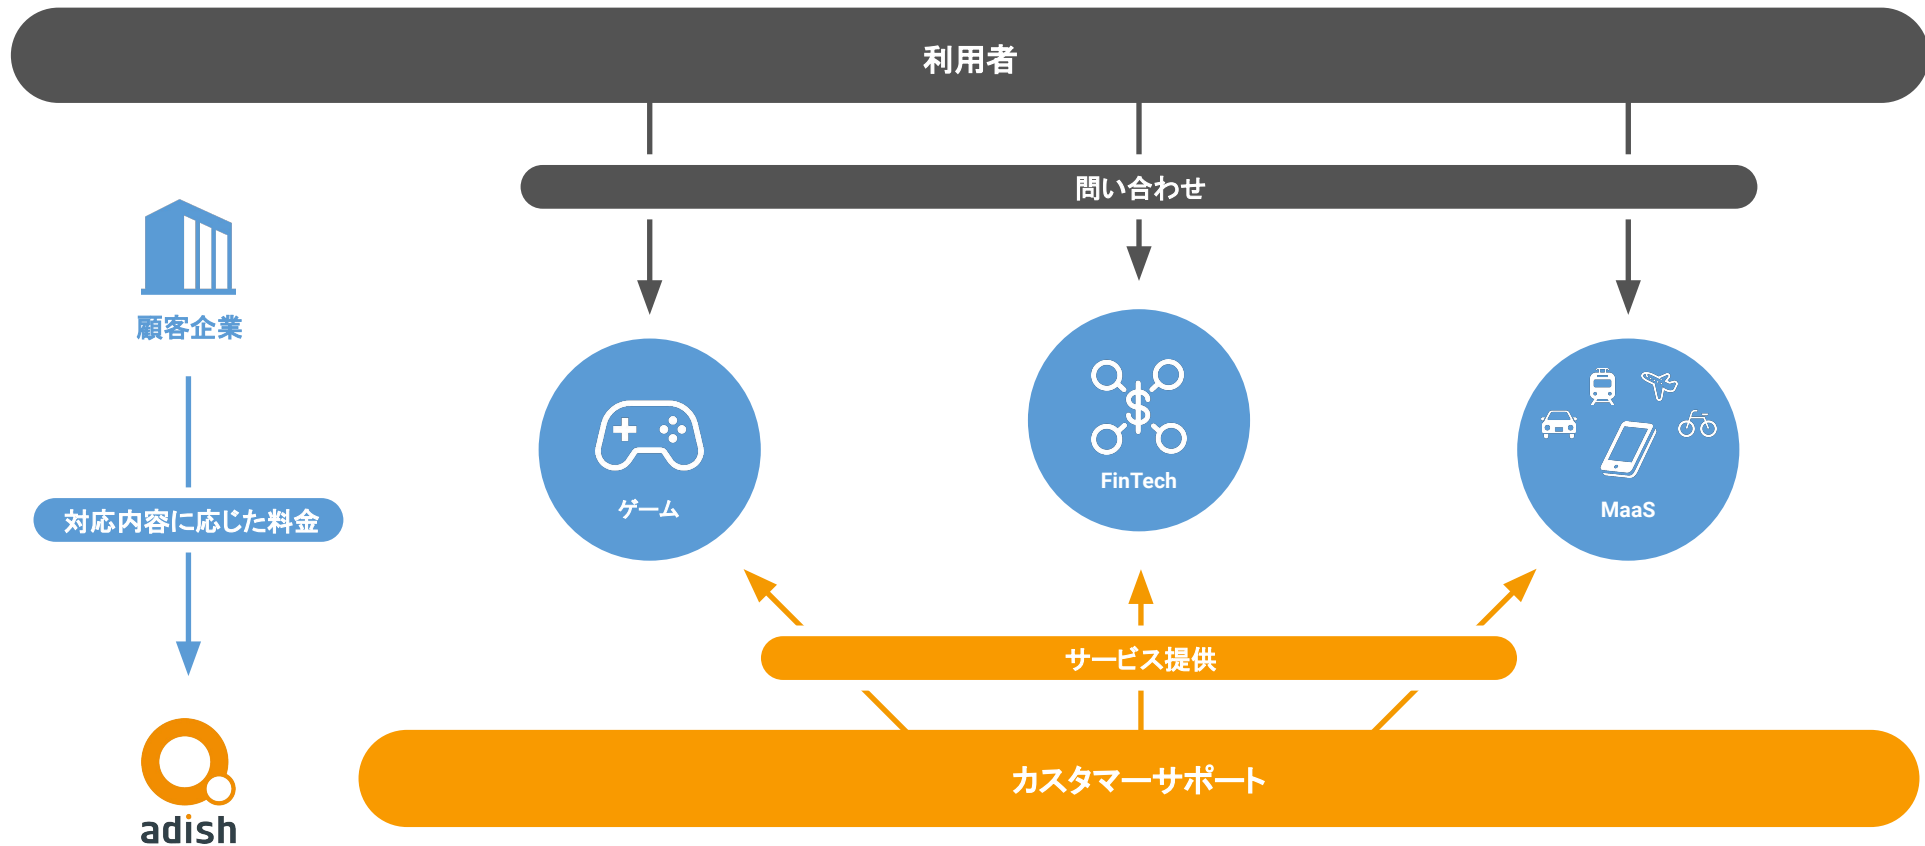 利用者
問い合わせ
顧客企業
ゲーム
FinTech
MaaS
対応内容に応じた料金
サービス提供
カスタマーサポート
adish